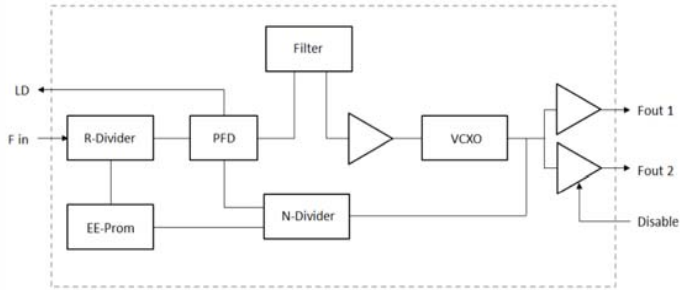 Filter
LD
F in
R-Divider
PFD
VCXO
Fout 1
Fout 2
EE-Prom
N-Divider
Disable